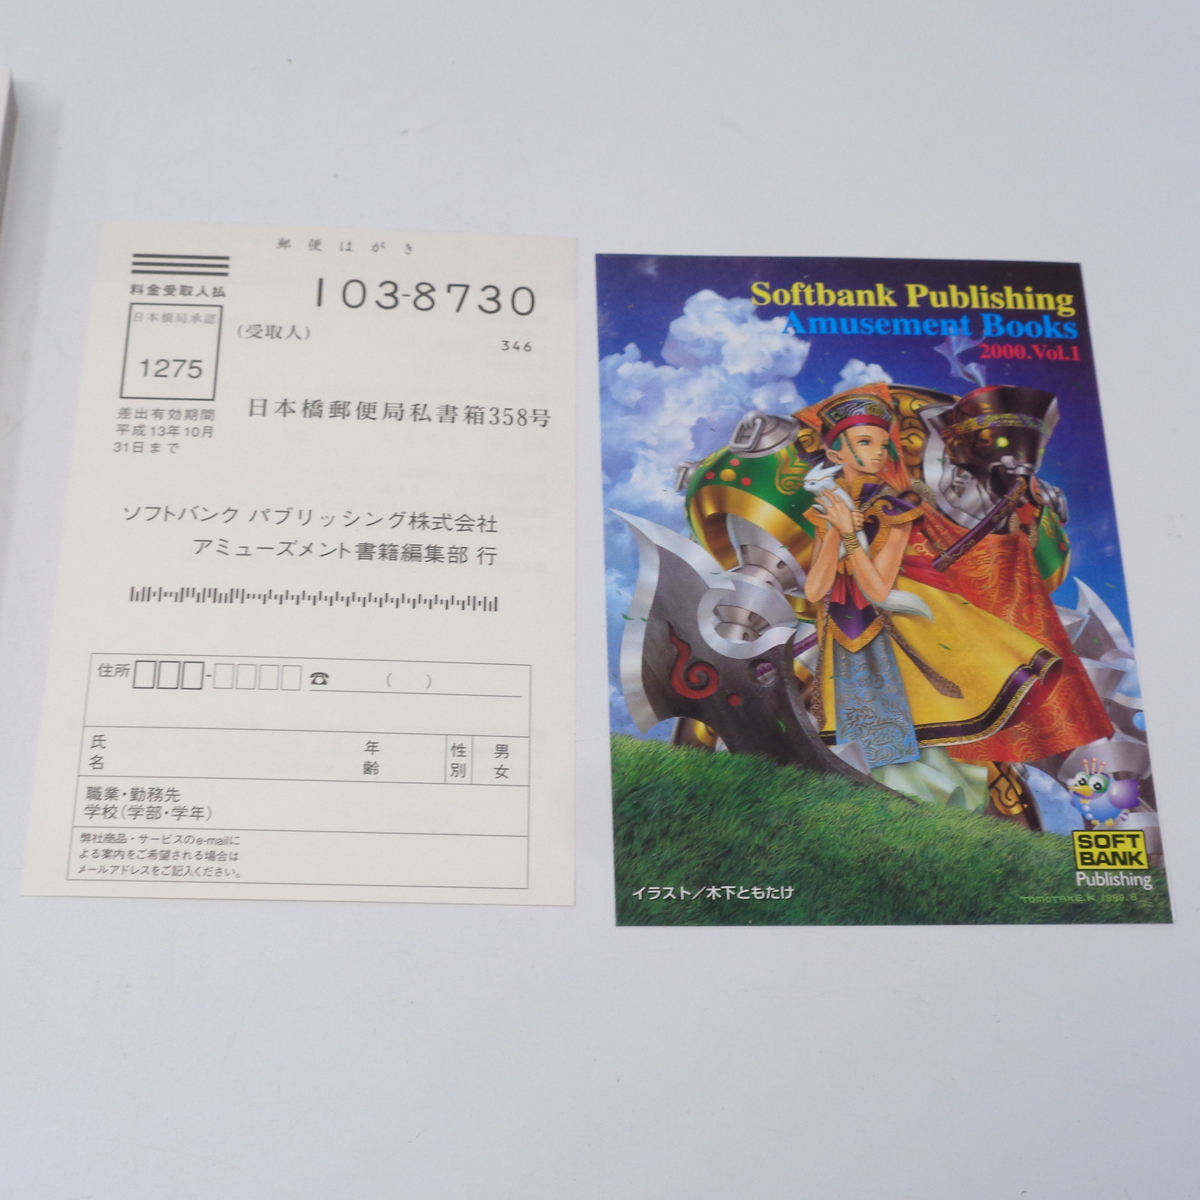 郵便はがき
103-8730
料金受取人払
日本橋局承認
1275
(受取人)
346
差出有効期間
平成13年10月
31日まで
日本橋郵便局私書箱358号
ソフトバンク パブリッシング株式会社
アミューズメント書籍編集部 行
住所 - ☎ ( )
氏名 年齢 性別 男 女
職業・勤務先
学校(学部・学年)
弊社商品・サービスのe-mailに
よる案内をご希望される場合は
メールアドレスをご記入ください。
Softbank Publishing
Amusement Books
2000.Vol.1
SOFT
BANK
Publishing
イラスト/木下ともたけ
TOMOTAKE.K 1999.8